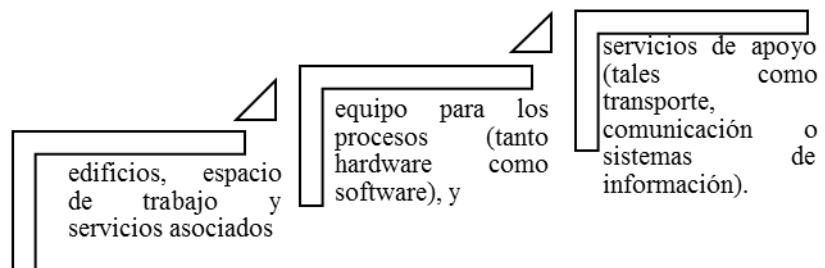 edificios, espacio
de trabajo y
servicios asociados
equipo para los
procesos (tanto
hardware como
software), y
servicios de apoyo
(tales como
transporte,
comunicación o
sistemas de
información).